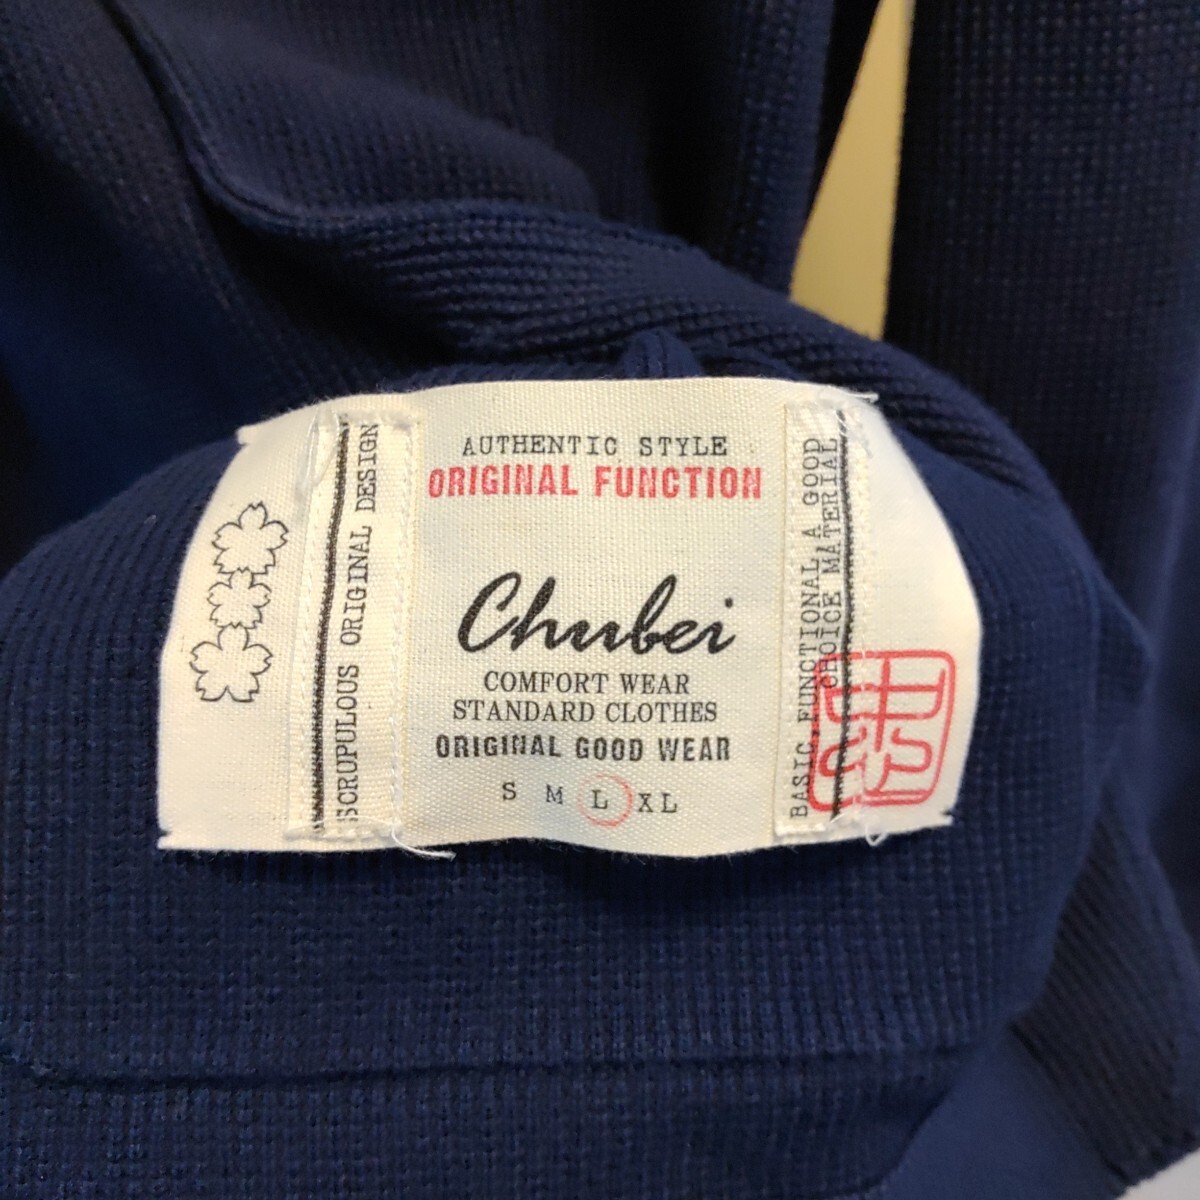 SCRUPULOUS ORIGINAL DESIGN
AUTHENTIC STYLE
ORIGINAL FUNCTION
Chubei
COMFORT WEAR
STANDARD CLOTHES
ORIGINAL GOOD WEAR
S M L XL
BASIC, FUNCTIONAL A GOOD
CHOICE MATERIAL